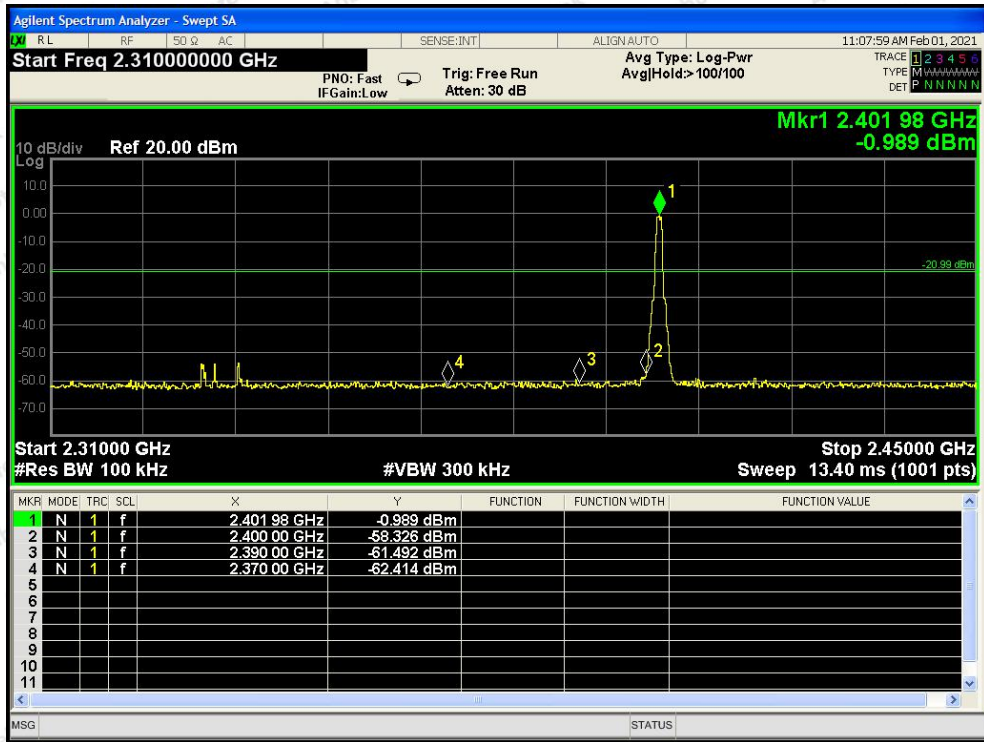 Agilent Spectrum Analyzer - Swept SA
LXI RL RF 50 Ω AC SENSE:INT ALIGN AUTO 11:07:59 AM Feb 01, 2021
Start Freq 2.310000000 GHz
PNO: Fast
IFGain:Low
Trig: Free Run
Atten: 30 dB
Avg Type: Log-Pwr
Avg|Hold:> 100/100
TRACE 1 2 3 4 5 6
TYPE M W W W W W
DET P N N N N N
Mkr1 2.401 98 GHz
-0.989 dBm
10 dB/div Ref 20.00 dBm
Log
10.0
1
0.00
-10.0
-20.0
-20.99 dBm
-30.0
-40.0
-50.0
4 3 2
-60.0
-70.0
Start 2.31000 GHz Stop 2.45000 GHz
#Res BW 100 kHz #VBW 300 kHz Sweep 13.40 ms (1001 pts)
MKR MODE TRC SCL X Y FUNCTION FUNCTION WIDTH FUNCTION VALUE
1 N 1 f 2.401 98 GHz -0.989 dBm
2 N 1 f 2.400 00 GHz -58.326 dBm
3 N 1 f 2.390 00 GHz -61.492 dBm
4 N 1 f 2.370 00 GHz -62.414 dBm
5
6
7
8
9
10
11
MSG STATUS